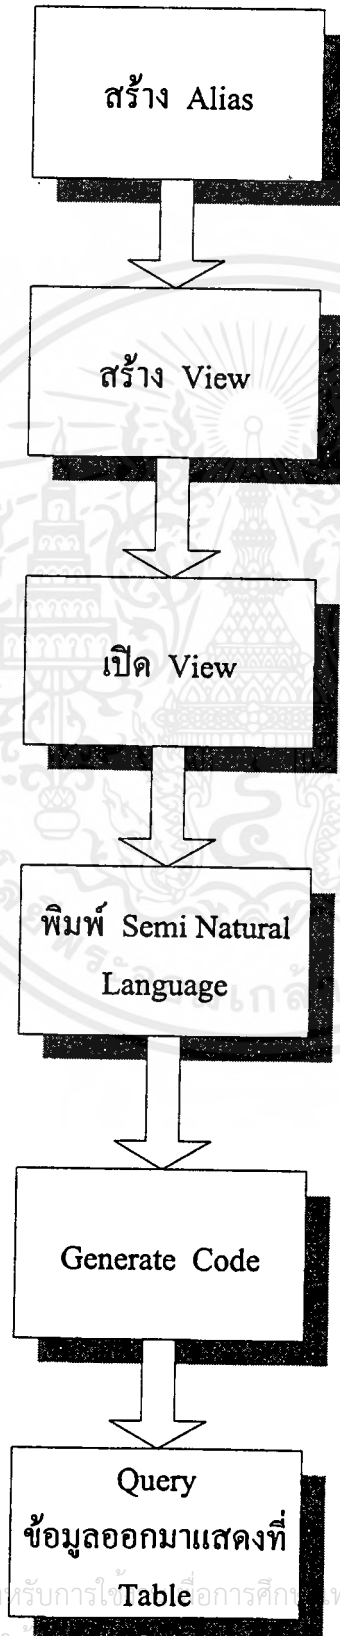 สร้าง Alias
สร้าง View
เปิด View
พิมพ์ Semi Natural
Language
Generate Code
Query
ข้อมูลออกมาแสดงที่
Table